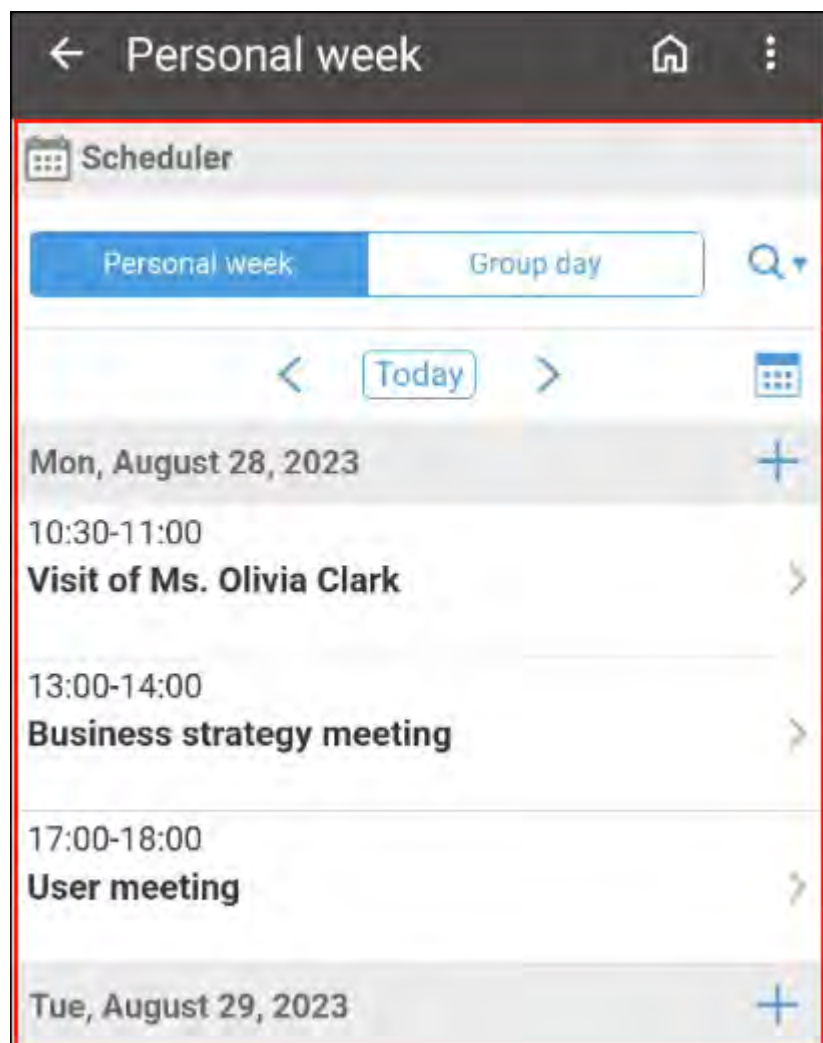 Personal week
Scheduler
Personal week Group day
Today
Mon, August 28, 2023
10:30-11:00
Visit of Ms. Olivia Clark
13:00-14:00
Business strategy meeting
17:00-18:00
User meeting
Tue, August 29, 2023